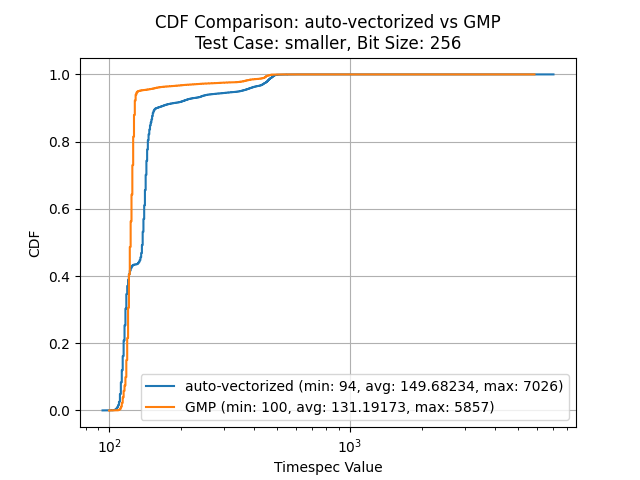 CDF Comparison: auto-vectorized vs GMP
Test Case: smaller, Bit Size: 256
CDF
1.0
0.8
0.6
0.4
0.2
0.0
auto-vectorized (min: 94, avg: 149.68234, max: 7026)
GMP (min: 100, avg: 131.19173, max: 5857)
10²
10³
Timespec Value